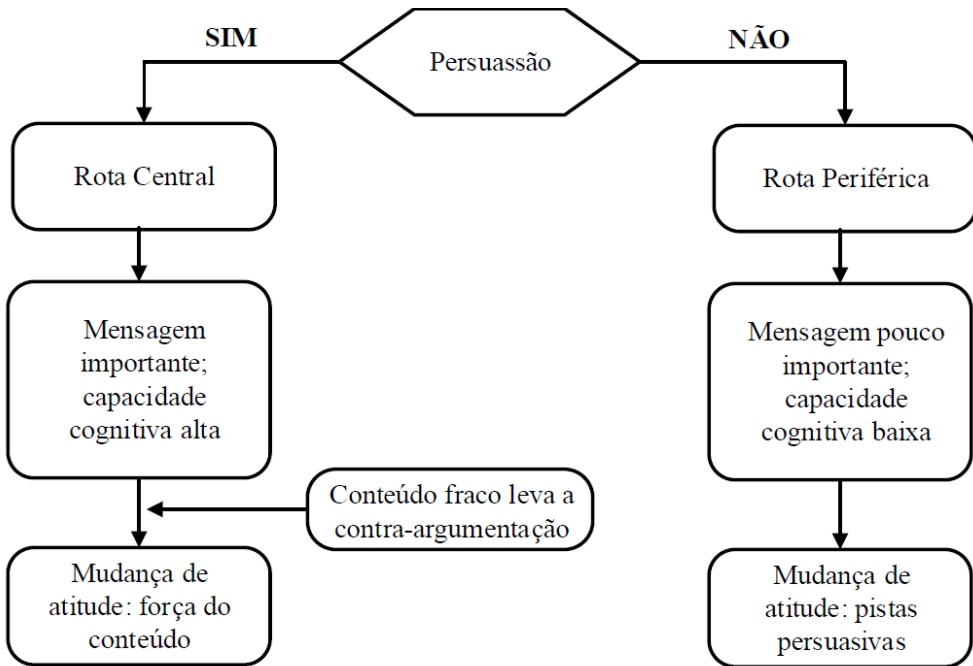 SIM
Persuassão
NÃO
Rota Central
Rota Periférica
Mensagem
importante;
capacidade
cognitiva alta
Mensagem pouco
importante;
capacidade
cognitiva baixa
Conteúdo fraco leva a
contra-argumentação
Mudança de
atitude: força do
conteúdo
Mudança de
atitude: pistas
persuasivas